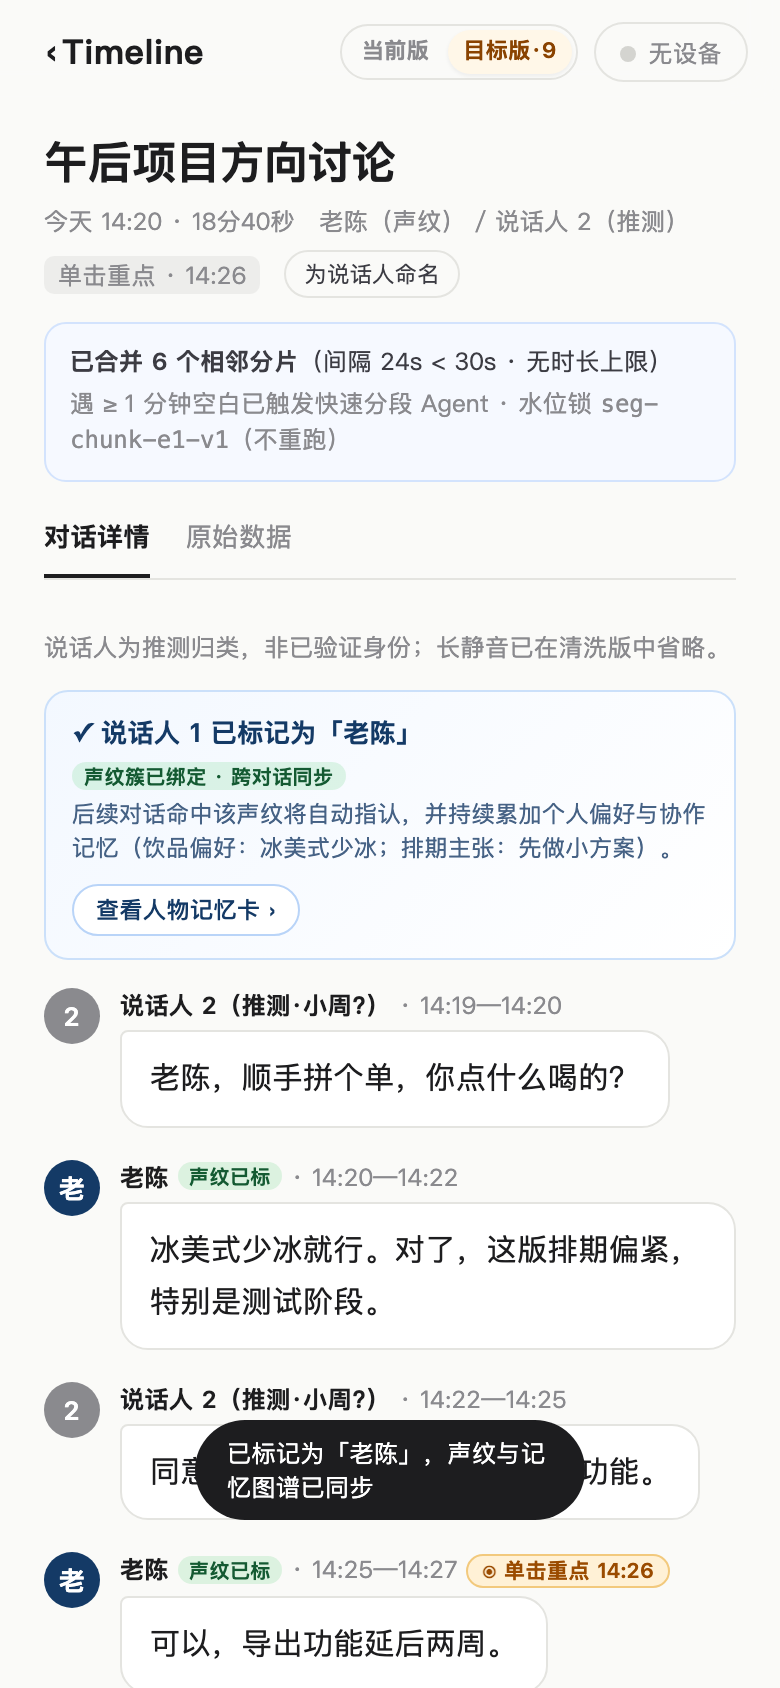 ‹ Timeline
当前版 目标版·9
无设备
午后项目方向讨论
今天 14:20 · 18分40秒 老陈（声纹） / 说话人 2（推测）
单击重点 · 14:26 为说话人命名
已合并 6 个相邻分片（间隔 24s < 30s · 无时长上限）
遇 ≥ 1 分钟空白已触发快速分段 Agent · 水位锁 seg-
chunk-e1-v1（不重跑）
对话详情 原始数据
说话人为推测归类，非已验证身份；长静音已在清洗版中省略。
✓ 说话人 1 已标记为「老陈」
声纹簇已绑定 · 跨对话同步
后续对话命中该声纹将自动指认，并持续累加个人偏好与协作
记忆（饮品偏好：冰美式少冰；排期主张：先做小方案）。
查看人物记忆卡 ›
2 说话人 2（推测·小周?） · 14:19—14:20
老陈，顺手拼个单，你点什么喝的?
老 老陈 声纹已标 · 14:20—14:22
冰美式少冰就行。对了，这版排期偏紧，
特别是测试阶段。
2 说话人 2（推测·小周?） · 14:22—14:25
同意 功能。
已标记为「老陈」，声纹与记
忆图谱已同步
老 老陈 声纹已标 · 14:25—14:27 单击重点 14:26
可以，导出功能延后两周。